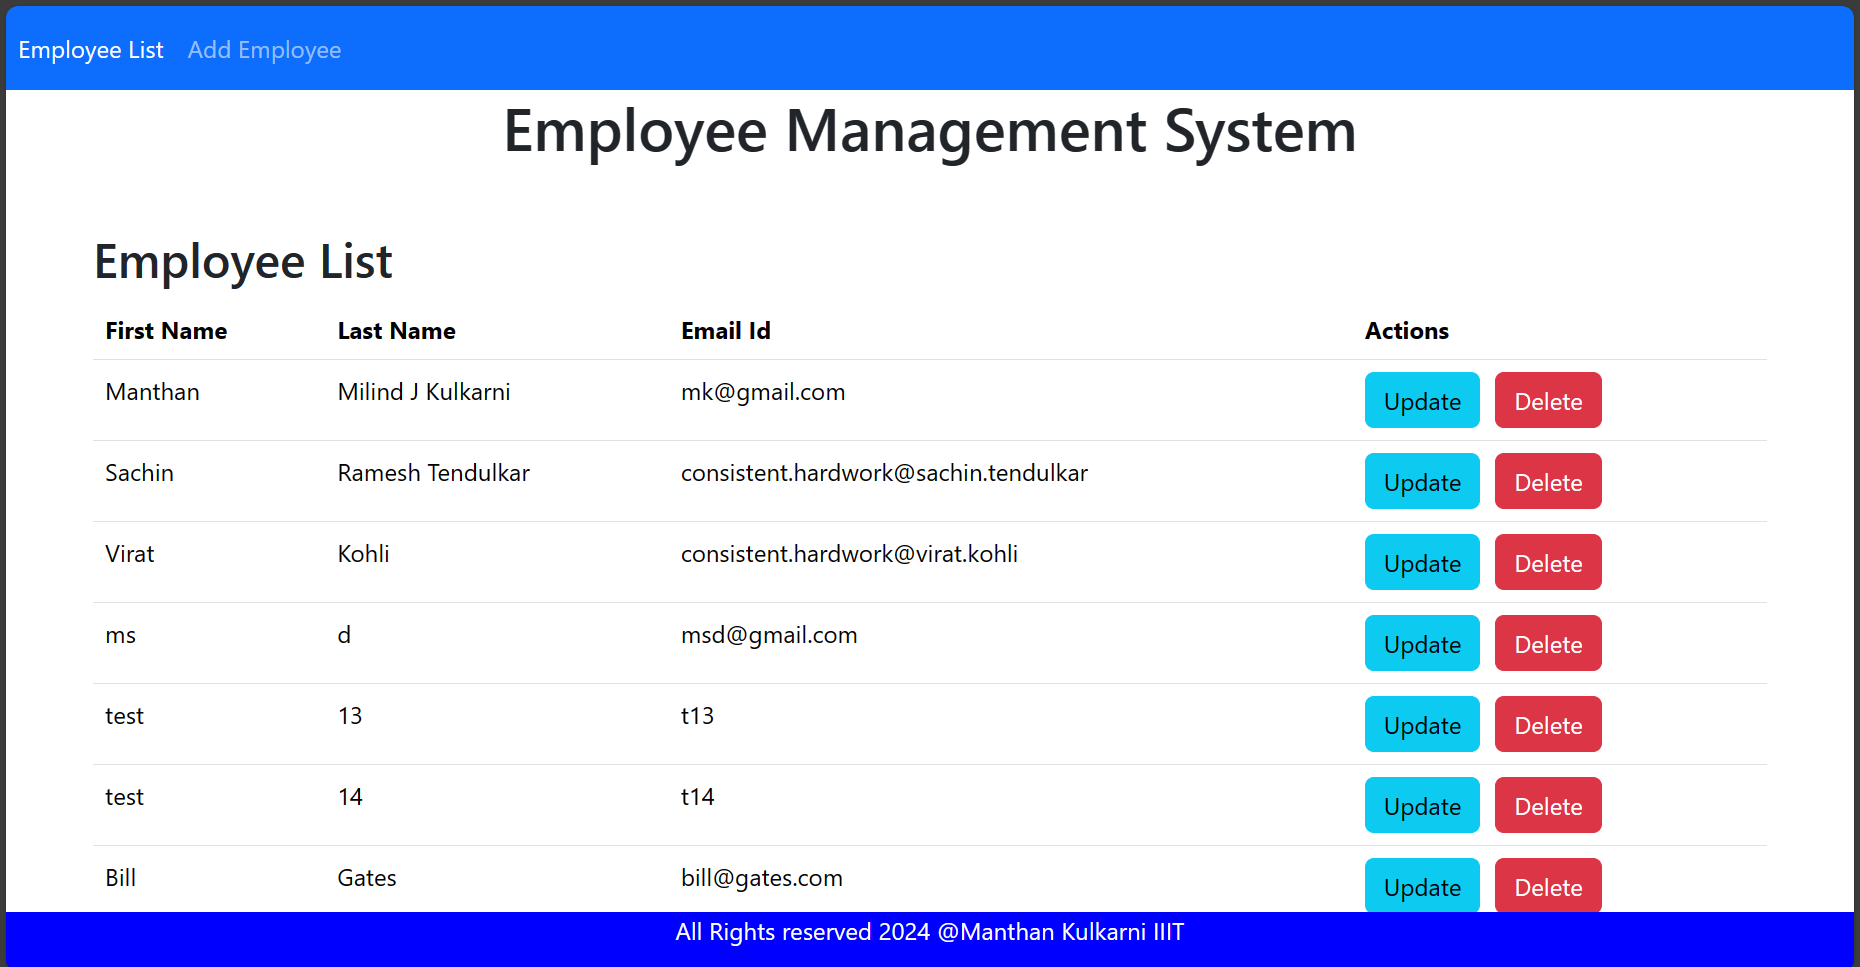 Employee List Add Employee
Employee Management System
Employee List
First Name Last Name Email Id Actions
Manthan Milind J Kulkarni mk@gmail.com Update Delete
Sachin Ramesh Tendulkar consistent.hardwork@sachin.tendulkar Update Delete
Virat Kohli consistent.hardwork@virat.kohli Update Delete
ms d msd@gmail.com Update Delete
test 13 t13 Update Delete
test 14 t14 Update Delete
Bill Gates bill@gates.com Update Delete
All Rights reserved 2024 @Manthan Kulkarni IIIT